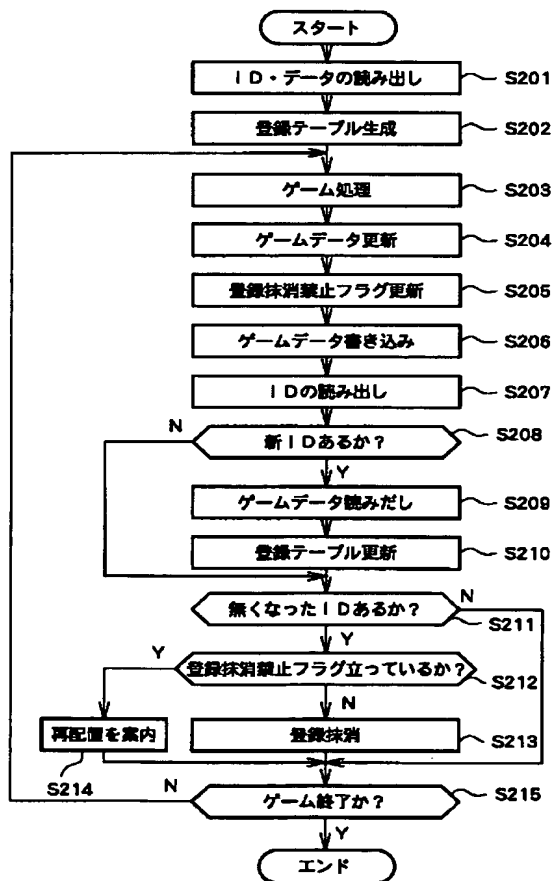 スタート
ID・データの読み出し S201
登録テーブル生成 S202
ゲーム処理 S203
ゲームデータ更新 S204
登録抹消禁止フラグ更新 S205
ゲームデータ書き込み S206
IDの読み出し S207
N 新IDあるか? S208
Y
ゲームデータ読みだし S209
登録テーブル更新 S210
無くなったIDあるか? N S211
Y
Y 登録抹消禁止フラグ立っているか? S212
N
再配置を案内 登録抹消 S213
S214
N ゲーム終了か? S215
Y
エンド